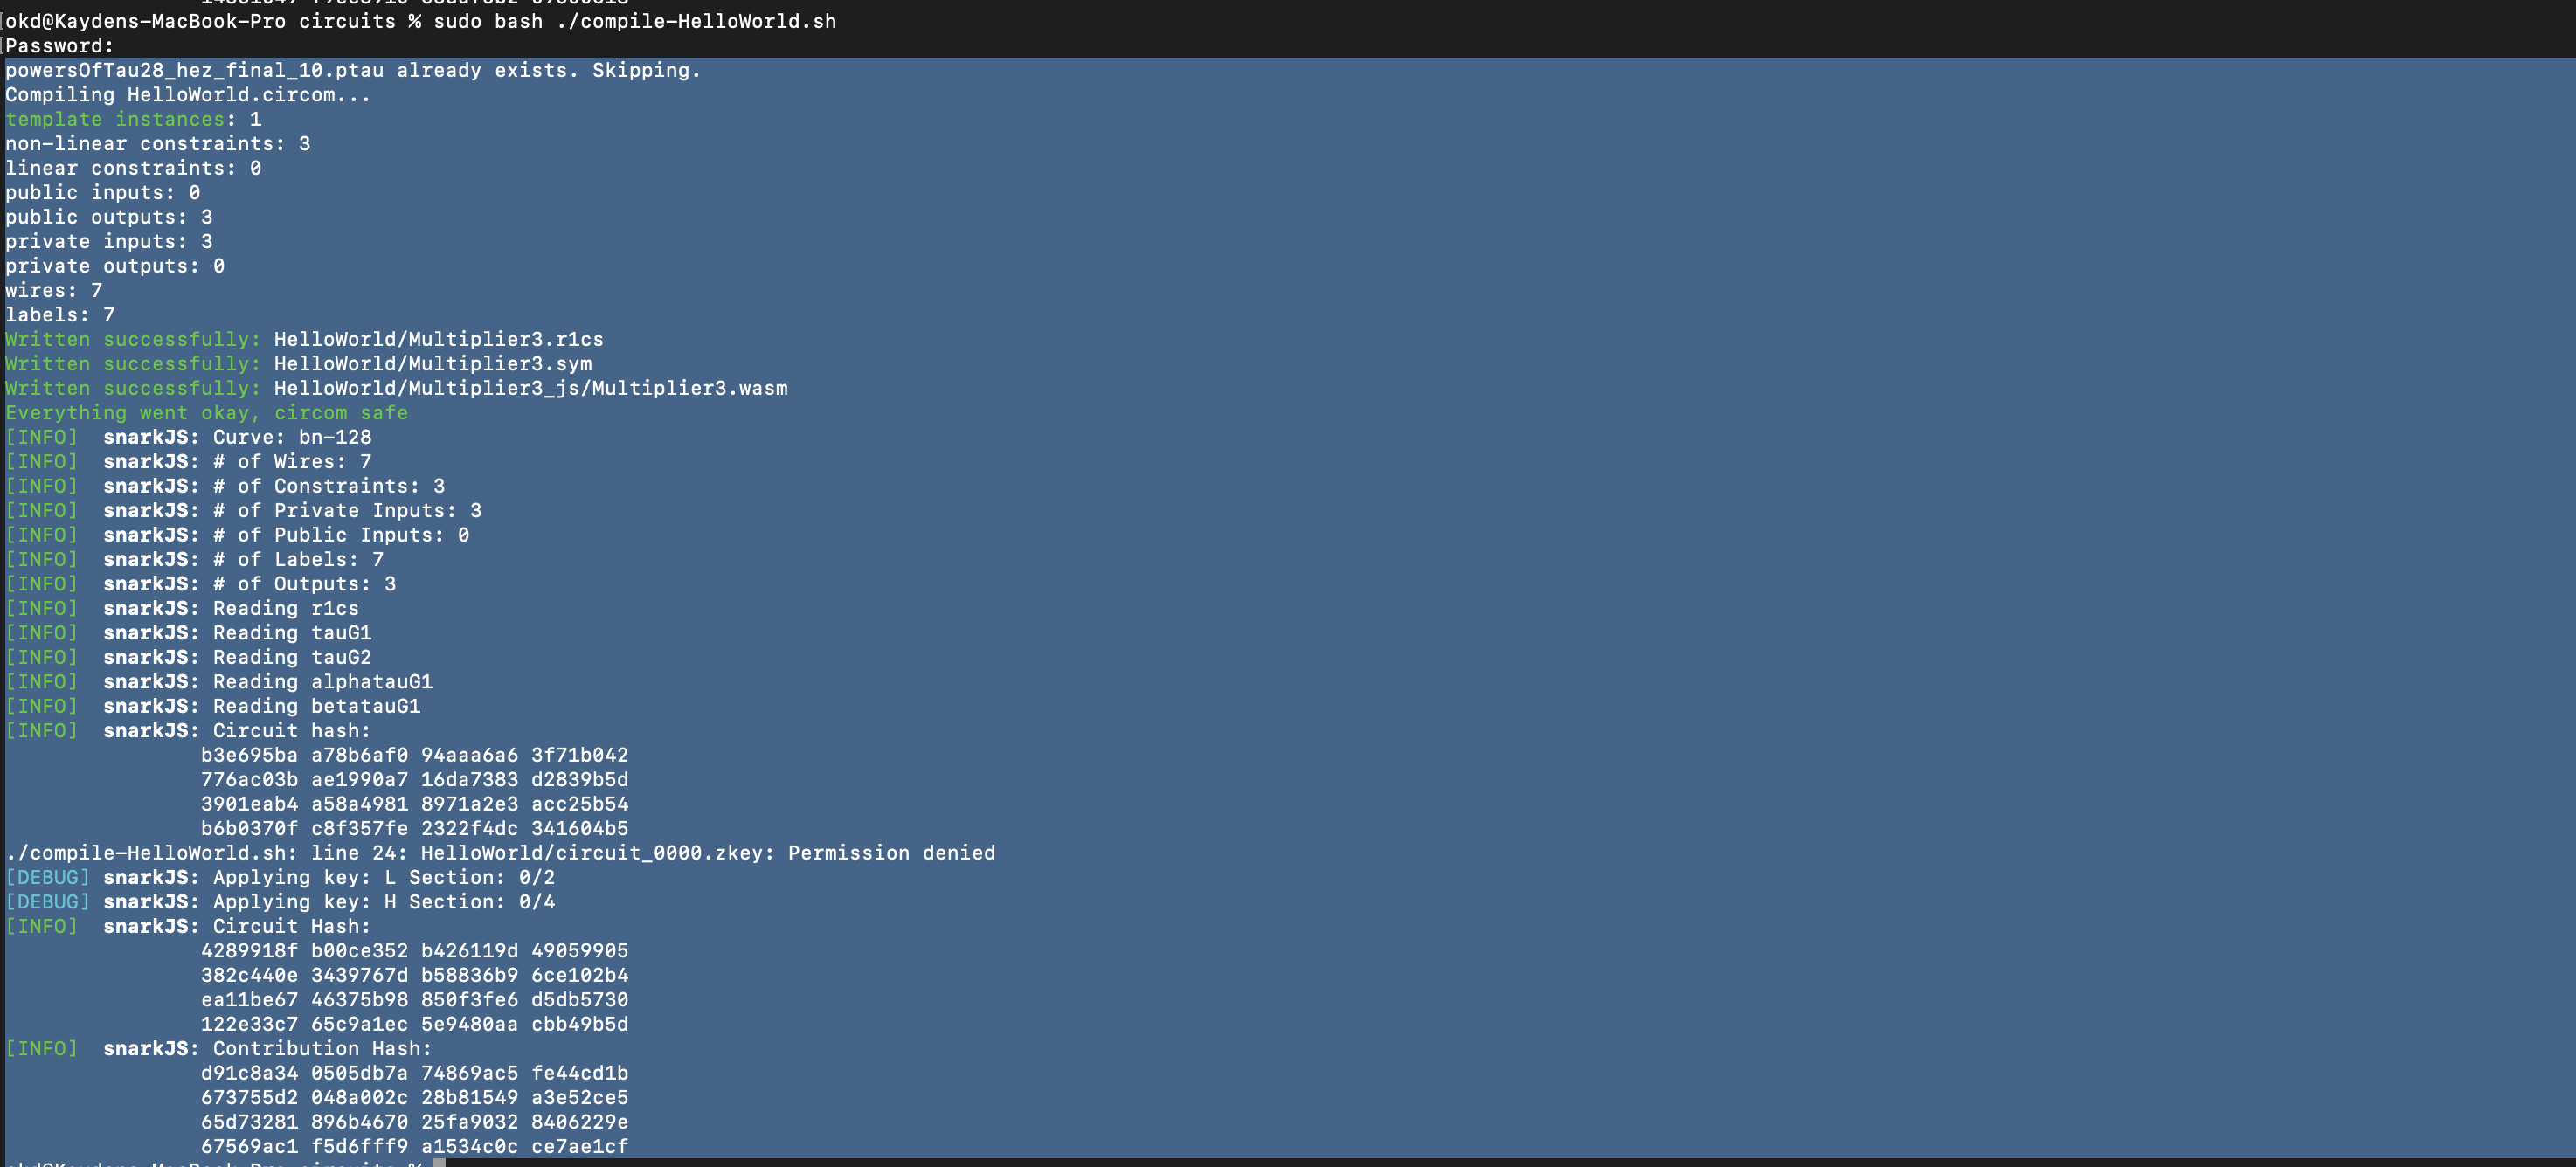 okd@Kaydens-MacBook-Pro circuits % sudo bash ./compile-HelloWorld.sh
Password:
powersOfTau28_hez_final_10.ptau already exists. Skipping.
Compiling HelloWorld.circom...
template instances: 1
non-linear constraints: 3
linear constraints: 0
public inputs: 0
public outputs: 3
private inputs: 3
private outputs: 0
wires: 7
labels: 7
Written successfully: HelloWorld/Multiplier3.r1cs
Written successfully: HelloWorld/Multiplier3.sym
Written successfully: HelloWorld/Multiplier3_js/Multiplier3.wasm
Everything went okay, circom safe
[INFO]  snarkJS: Curve: bn-128
[INFO]  snarkJS: # of Wires: 7
[INFO]  snarkJS: # of Constraints: 3
[INFO]  snarkJS: # of Private Inputs: 3
[INFO]  snarkJS: # of Public Inputs: 0
[INFO]  snarkJS: # of Labels: 7
[INFO]  snarkJS: # of Outputs: 3
[INFO]  snarkJS: Reading r1cs
[INFO]  snarkJS: Reading tauG1
[INFO]  snarkJS: Reading tauG2
[INFO]  snarkJS: Reading alphatauG1
[INFO]  snarkJS: Reading betatauG1
[INFO]  snarkJS: Circuit hash:
b3e695ba a78b6af0 94aaa6a6 3f71b042
776ac03b ae1990a7 16da7383 d2839b5d
3901eab4 a58a4981 8971a2e3 acc25b54
b6b0370f c8f357fe 2322f4dc 341604b5
./compile-HelloWorld.sh: line 24: HelloWorld/circuit_0000.zkey: Permission denied
[DEBUG] snarkJS: Applying key: L Section: 0/2
[DEBUG] snarkJS: Applying key: H Section: 0/4
[INFO]  snarkJS: Circuit Hash:
4289918f b00ce352 b426119d 49059905
382c440e 3439767d b58836b9 6ce102b4
ea11be67 46375b98 850f3fe6 d5db5730
122e33c7 65c9a1ec 5e9480aa cbb49b5d
[INFO]  snarkJS: Contribution Hash:
d91c8a34 0505db7a 74869ac5 fe44cd1b
673755d2 048a002c 28b81549 a3e52ce5
65d73281 896b4670 25fa9032 8406229e
67569ac1 f5d6fff9 a1534c0c ce7ae1cf
okd@Kaydens-MacBook-Pro circuits %